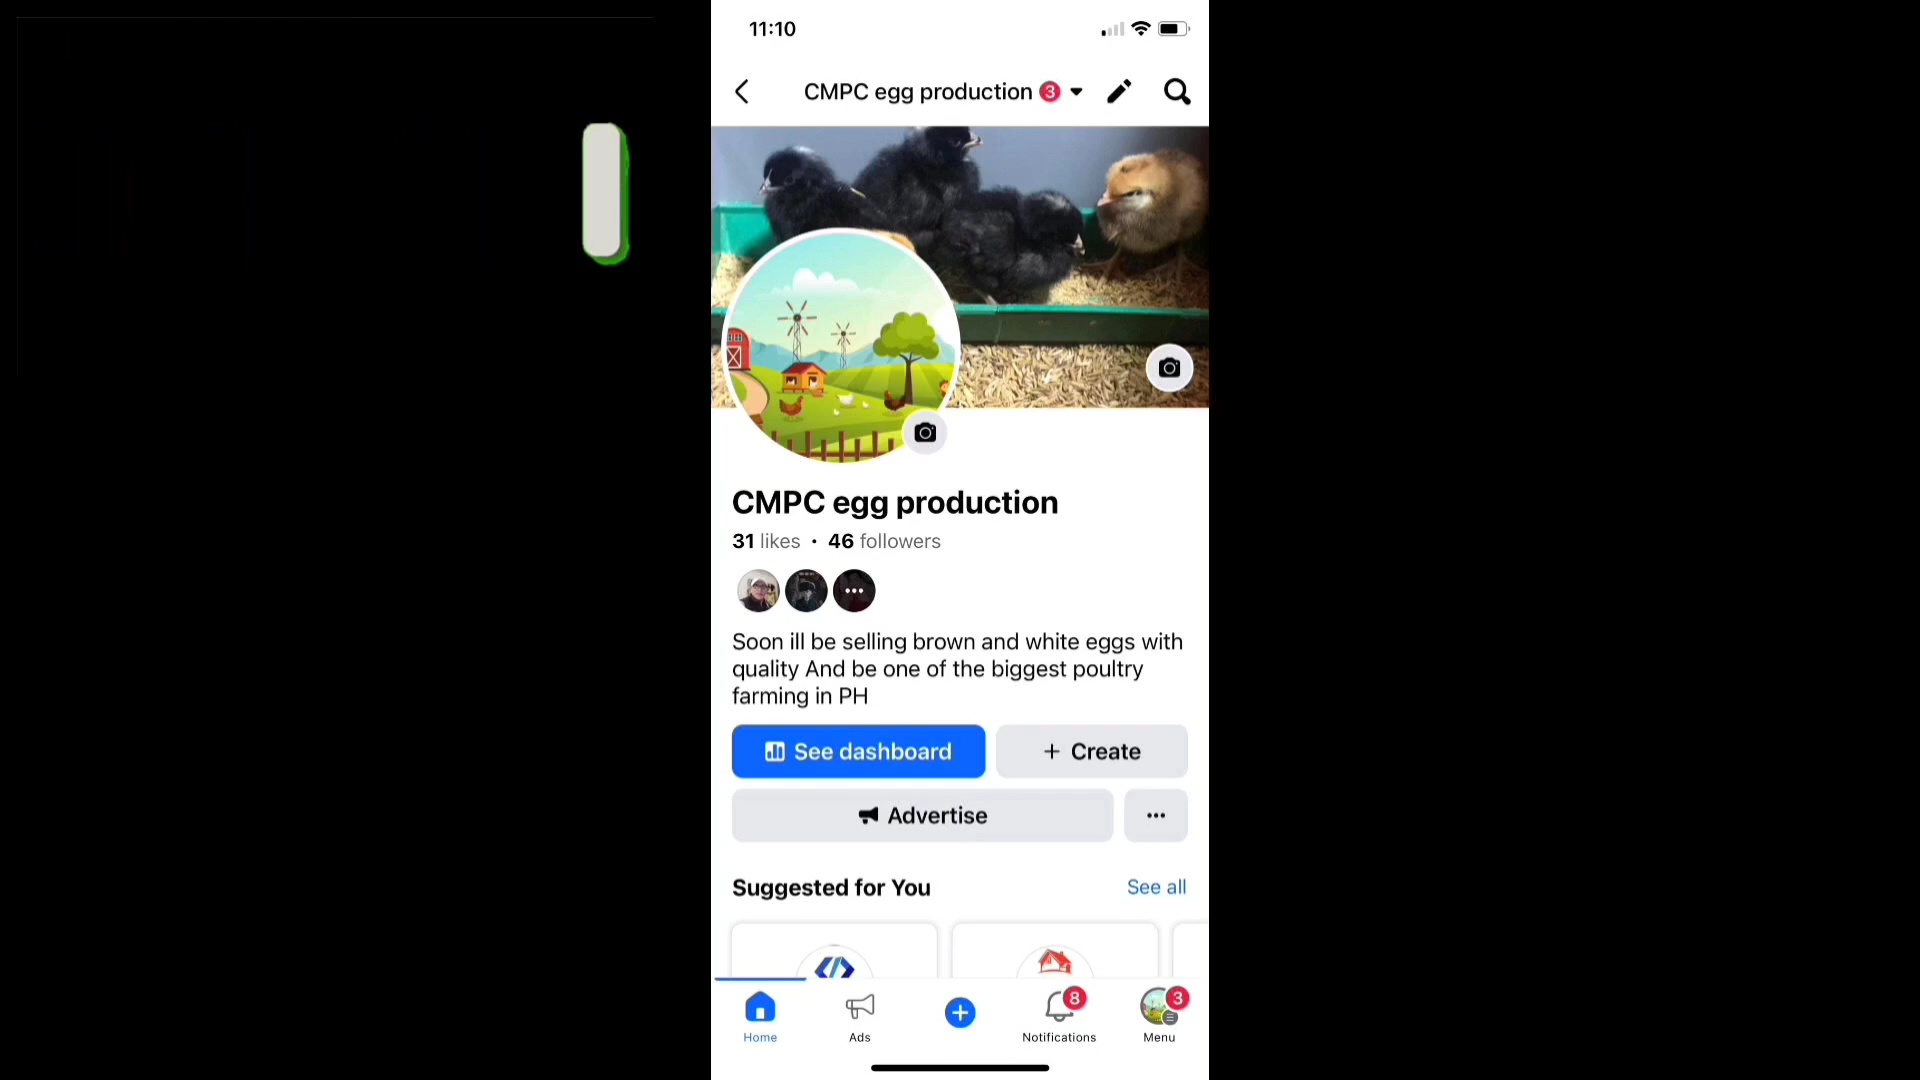 11:10
CMPC egg production 3
CMPC egg production
31 likes · 46 followers
Soon ill be selling brown and white eggs with
quality And be one of the biggest poultry
farming in PH
See dashboard
+ Create
Advertise
Suggested for You
See all
8
3
Home
Ads
Notifications
Menu